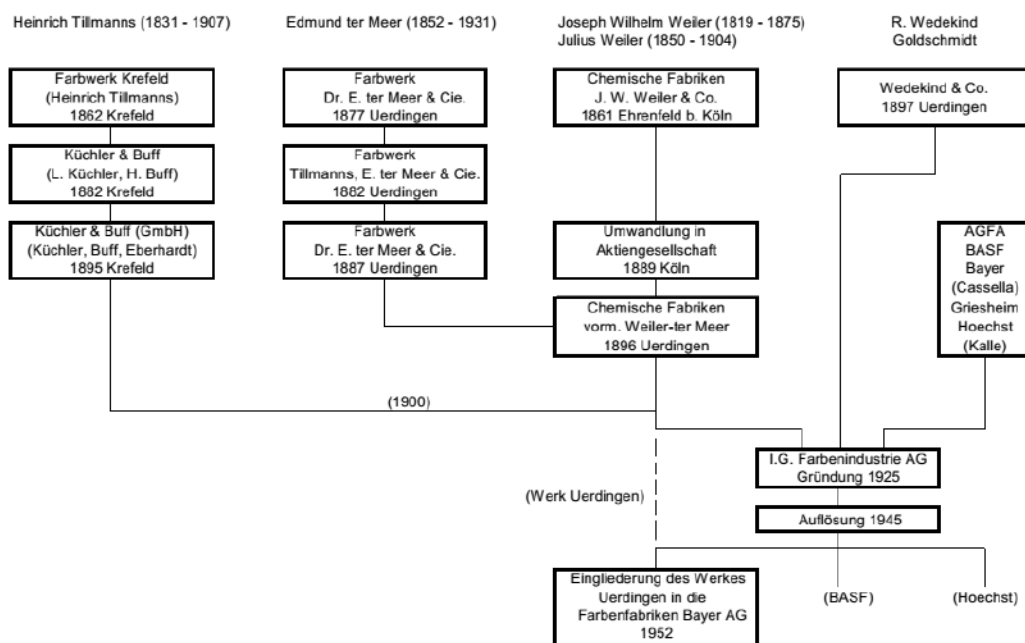 Heinrich Tillmanns (1831 - 1907)
Edmund ter Meer (1852 - 1931)
Joseph Wilhelm Weiler (1819 - 1875)
Julius Weiler (1850 - 1904)
R. Wedekind
Goldschmidt
Farbwerk Krefeld
(Heinrich Tillmanns)
1862 Krefeld
Farbwerk
Dr. E. ter Meer & Cie.
1877 Uerdingen
Chemische Fabriken
J. W. Weiler & Co.
1861 Ehrenfeld b. Köln
Wedekind & Co.
1897 Uerdingen
Küchler & Buff
(L. Küchler, H. Buff)
1882 Krefeld
Farbwerk
Tillmanns, E. ter Meer & Cie.
1882 Uerdingen
Küchler & Buff (GmbH)
(Küchler, Buff, Eberhardt)
1895 Krefeld
Farbwerk
Dr. E. ter Meer & Cie.
1887 Uerdingen
Umwandlung in
Aktiengesellschaft
1889 Köln
AGFA
BASF
Bayer
(Cassella)
Griesheim
Hoechst
(Kalle)
Chemische Fabriken
vorm. Weiler-ter Meer
1896 Uerdingen
(1900)
I.G. Farbenindustrie AG
Gründung 1925
(Werk Uerdingen)
Auflösung 1945
Eingliederung des Werkes
Uerdingen in die
Farbenfabriken Bayer AG
1952
(BASF)
(Hoechst)